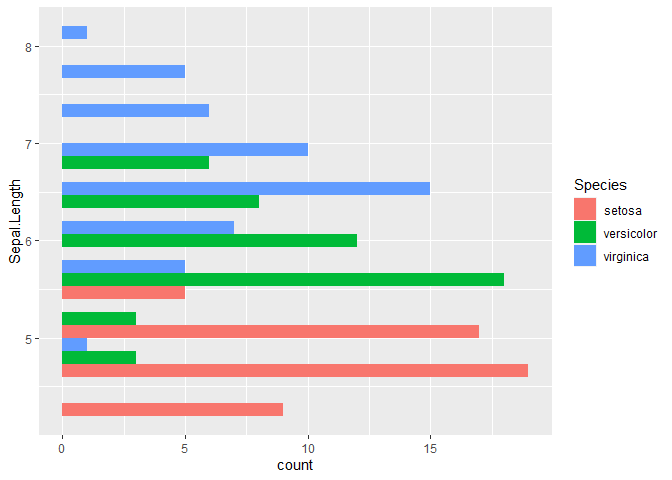 8
7
6
5
Sepal.Length
0 5 10 15
count
Species
setosa
versicolor
virginica